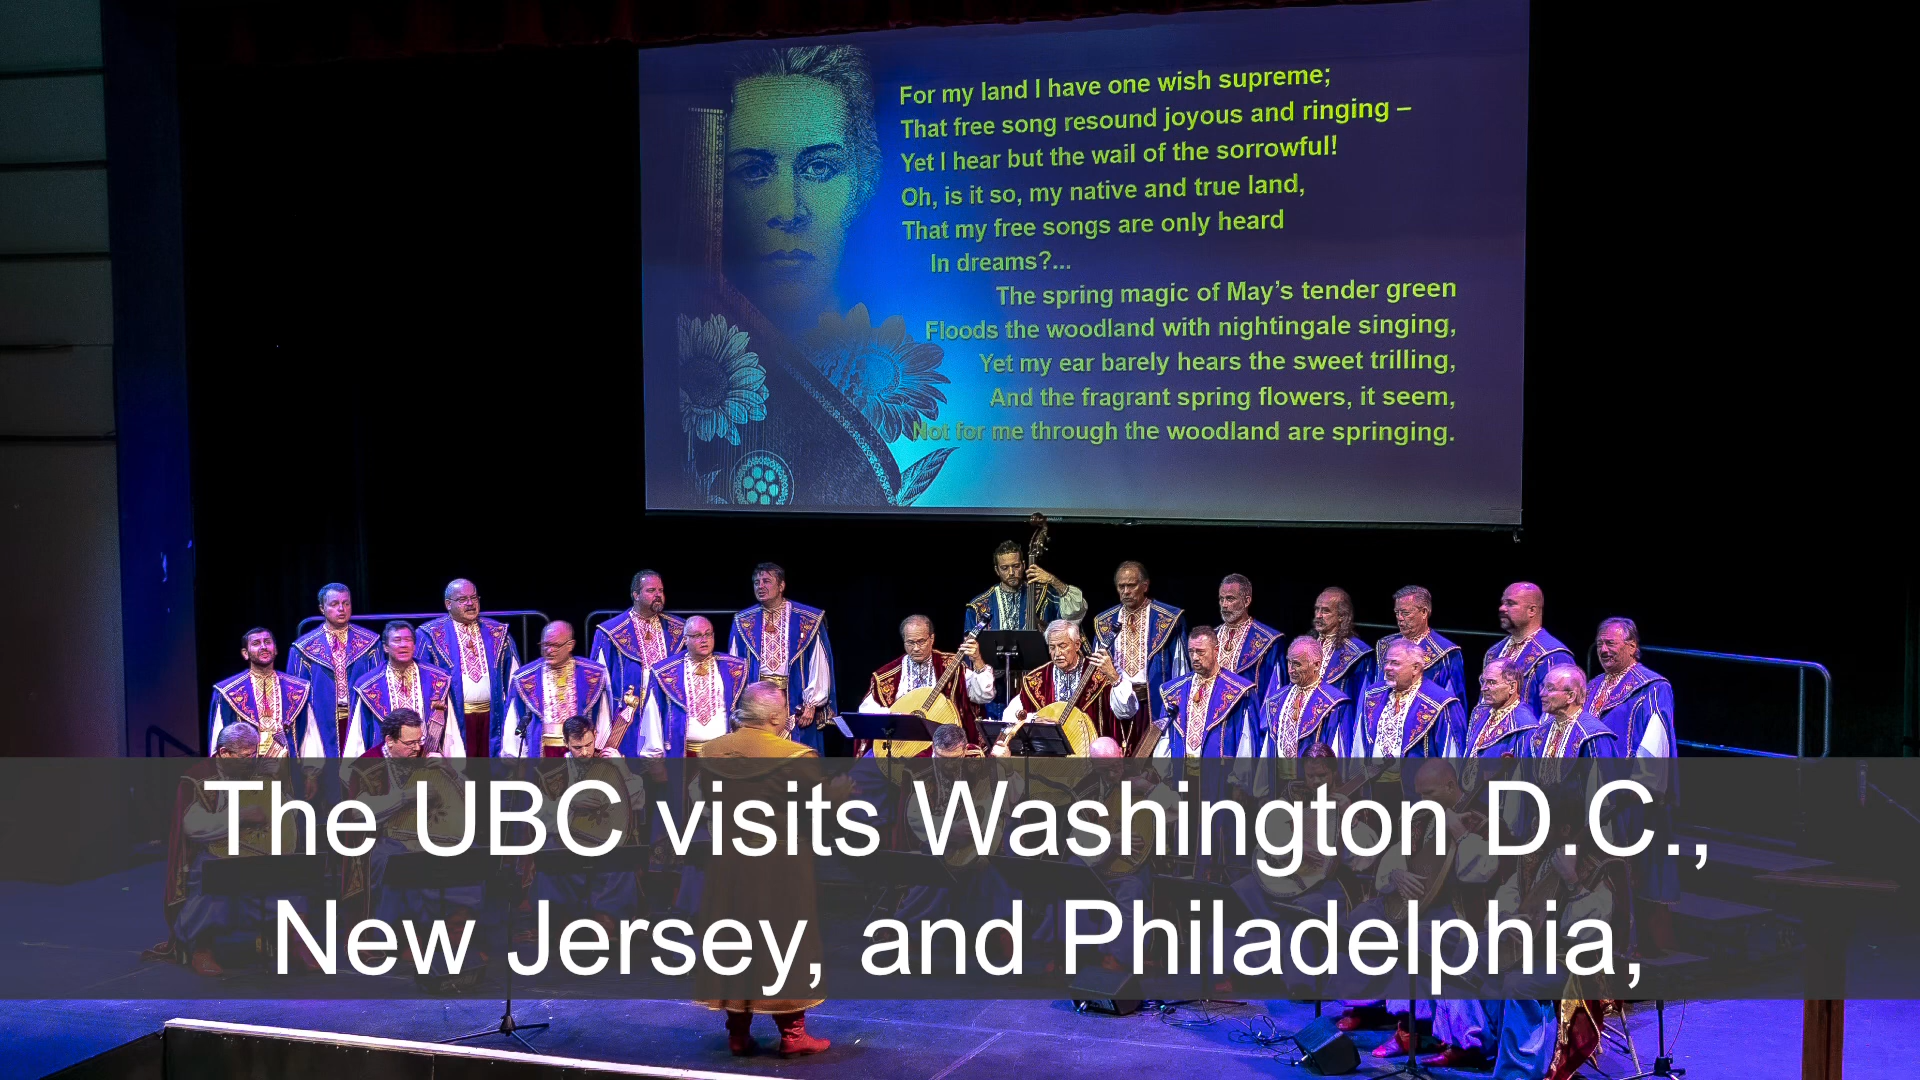 For my land I have one wish supreme;
That free song resound joyous and ringing –
Yet I hear but the wail of the sorrowful!
Oh, is it so, my native and true land,
That my free songs are only heard
In dreams?...
The spring magic of May's tender green
Floods the woodland with nightingale singing,
Yet my ear barely hears the sweet trilling,
And the fragrant spring flowers, it seem,
Not for me through the woodland are springing.
The UBC visits Washington D.C.,
New Jersey, and Philadelphia,